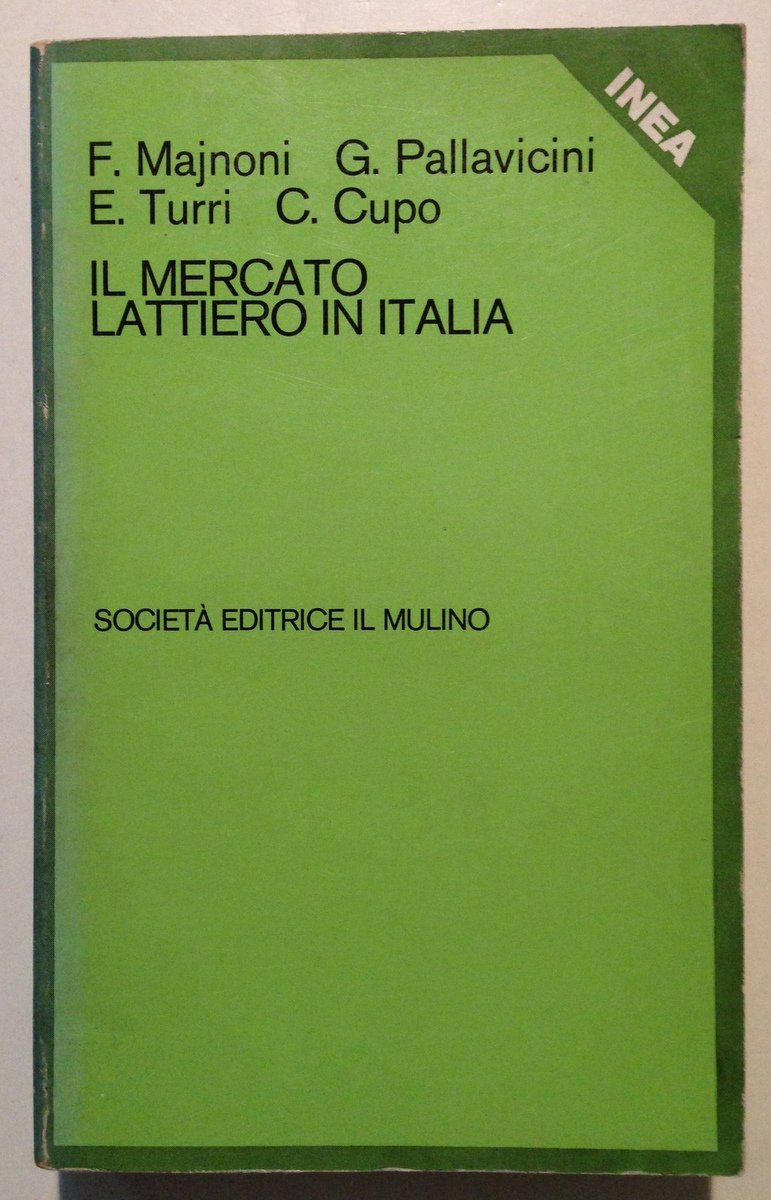 INEA
F. Majnoni G. Pallavicini
E. Turri C. Cupo
IL MERCATO
LATTIERO IN ITALIA
SOCIETÀ EDITRICE IL MULINO